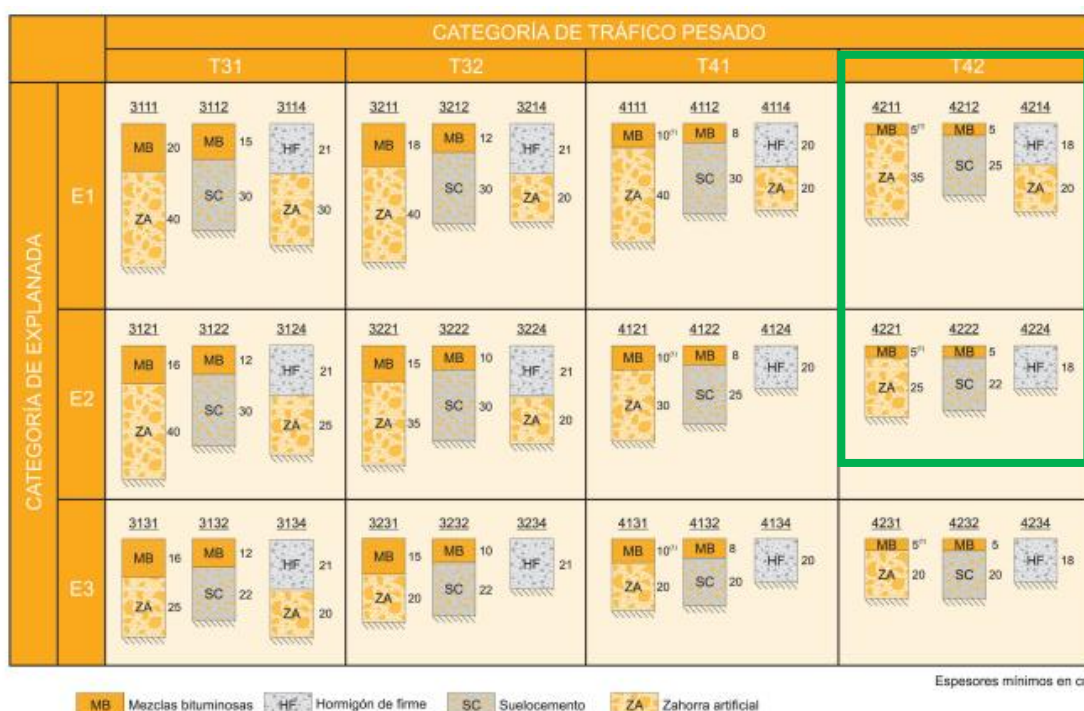 CATEGORÍA DE TRÁFICO PESADO
T31 T32 T41 T42
CATEGORÍA DE EXPLANADA
E1
3111 3112 3114 3211 3212 3214 4111 4112 4114 4211 4212 4214
MB 20 MB 15 HF 21 MB 18 MB 12 HF 21 MB 10(1) MB 8 HF 20 MB 5(1) MB 5 HF 18
ZA 40 SC 30 ZA 30 ZA 40 SC 30 ZA 20 ZA 40 SC 30 ZA 20 ZA 35 SC 25 ZA 20
E2
3121 3122 3124 3221 3222 3224 4121 4122 4124 4221 4222 4224
MB 16 MB 12 HF 21 MB 15 MB 10 HF 21 MB 10(1) MB 8 HF 20 MB 5(1) MB 5 HF 18
ZA 40 SC 30 ZA 25 ZA 35 SC 30 ZA 20 ZA 30 SC 25 ZA 25 SC 22
E3
3131 3132 3134 3231 3232 3234 4131 4132 4134 4231 4232 4234
MB 16 MB 12 HF 21 MB 15 MB 10 HF 21 MB 10(1) MB 8 HF 20 MB 5(1) MB 5 HF 18
ZA 25 SC 22 ZA 20 ZA 20 SC 22 ZA 20 SC 20 ZA 20 SC 20
Espesores mínimos en
MB Mezclas bituminosas HF Hormigón de firme SC Suelocemento ZA Zahorra artificial